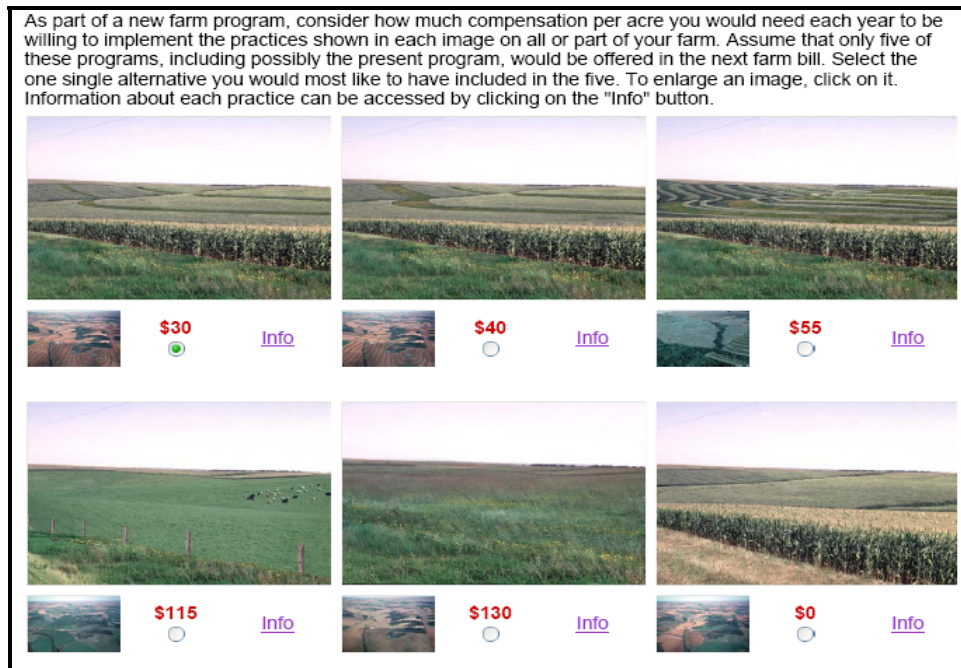 As part of a new farm program, consider how much compensation per acre you would need each year to be
willing to implement the practices shown in each image on all or part of your farm. Assume that only five of
these programs, including possibly the present program, would be offered in the next farm bill. Select the
one single alternative you would most like to have included in the five. To enlarge an image, click on it.
Information about each practice can be accessed by clicking on the "Info" button.
$30 Info $40 Info $55 Info
$115 Info $130 Info $0 Info